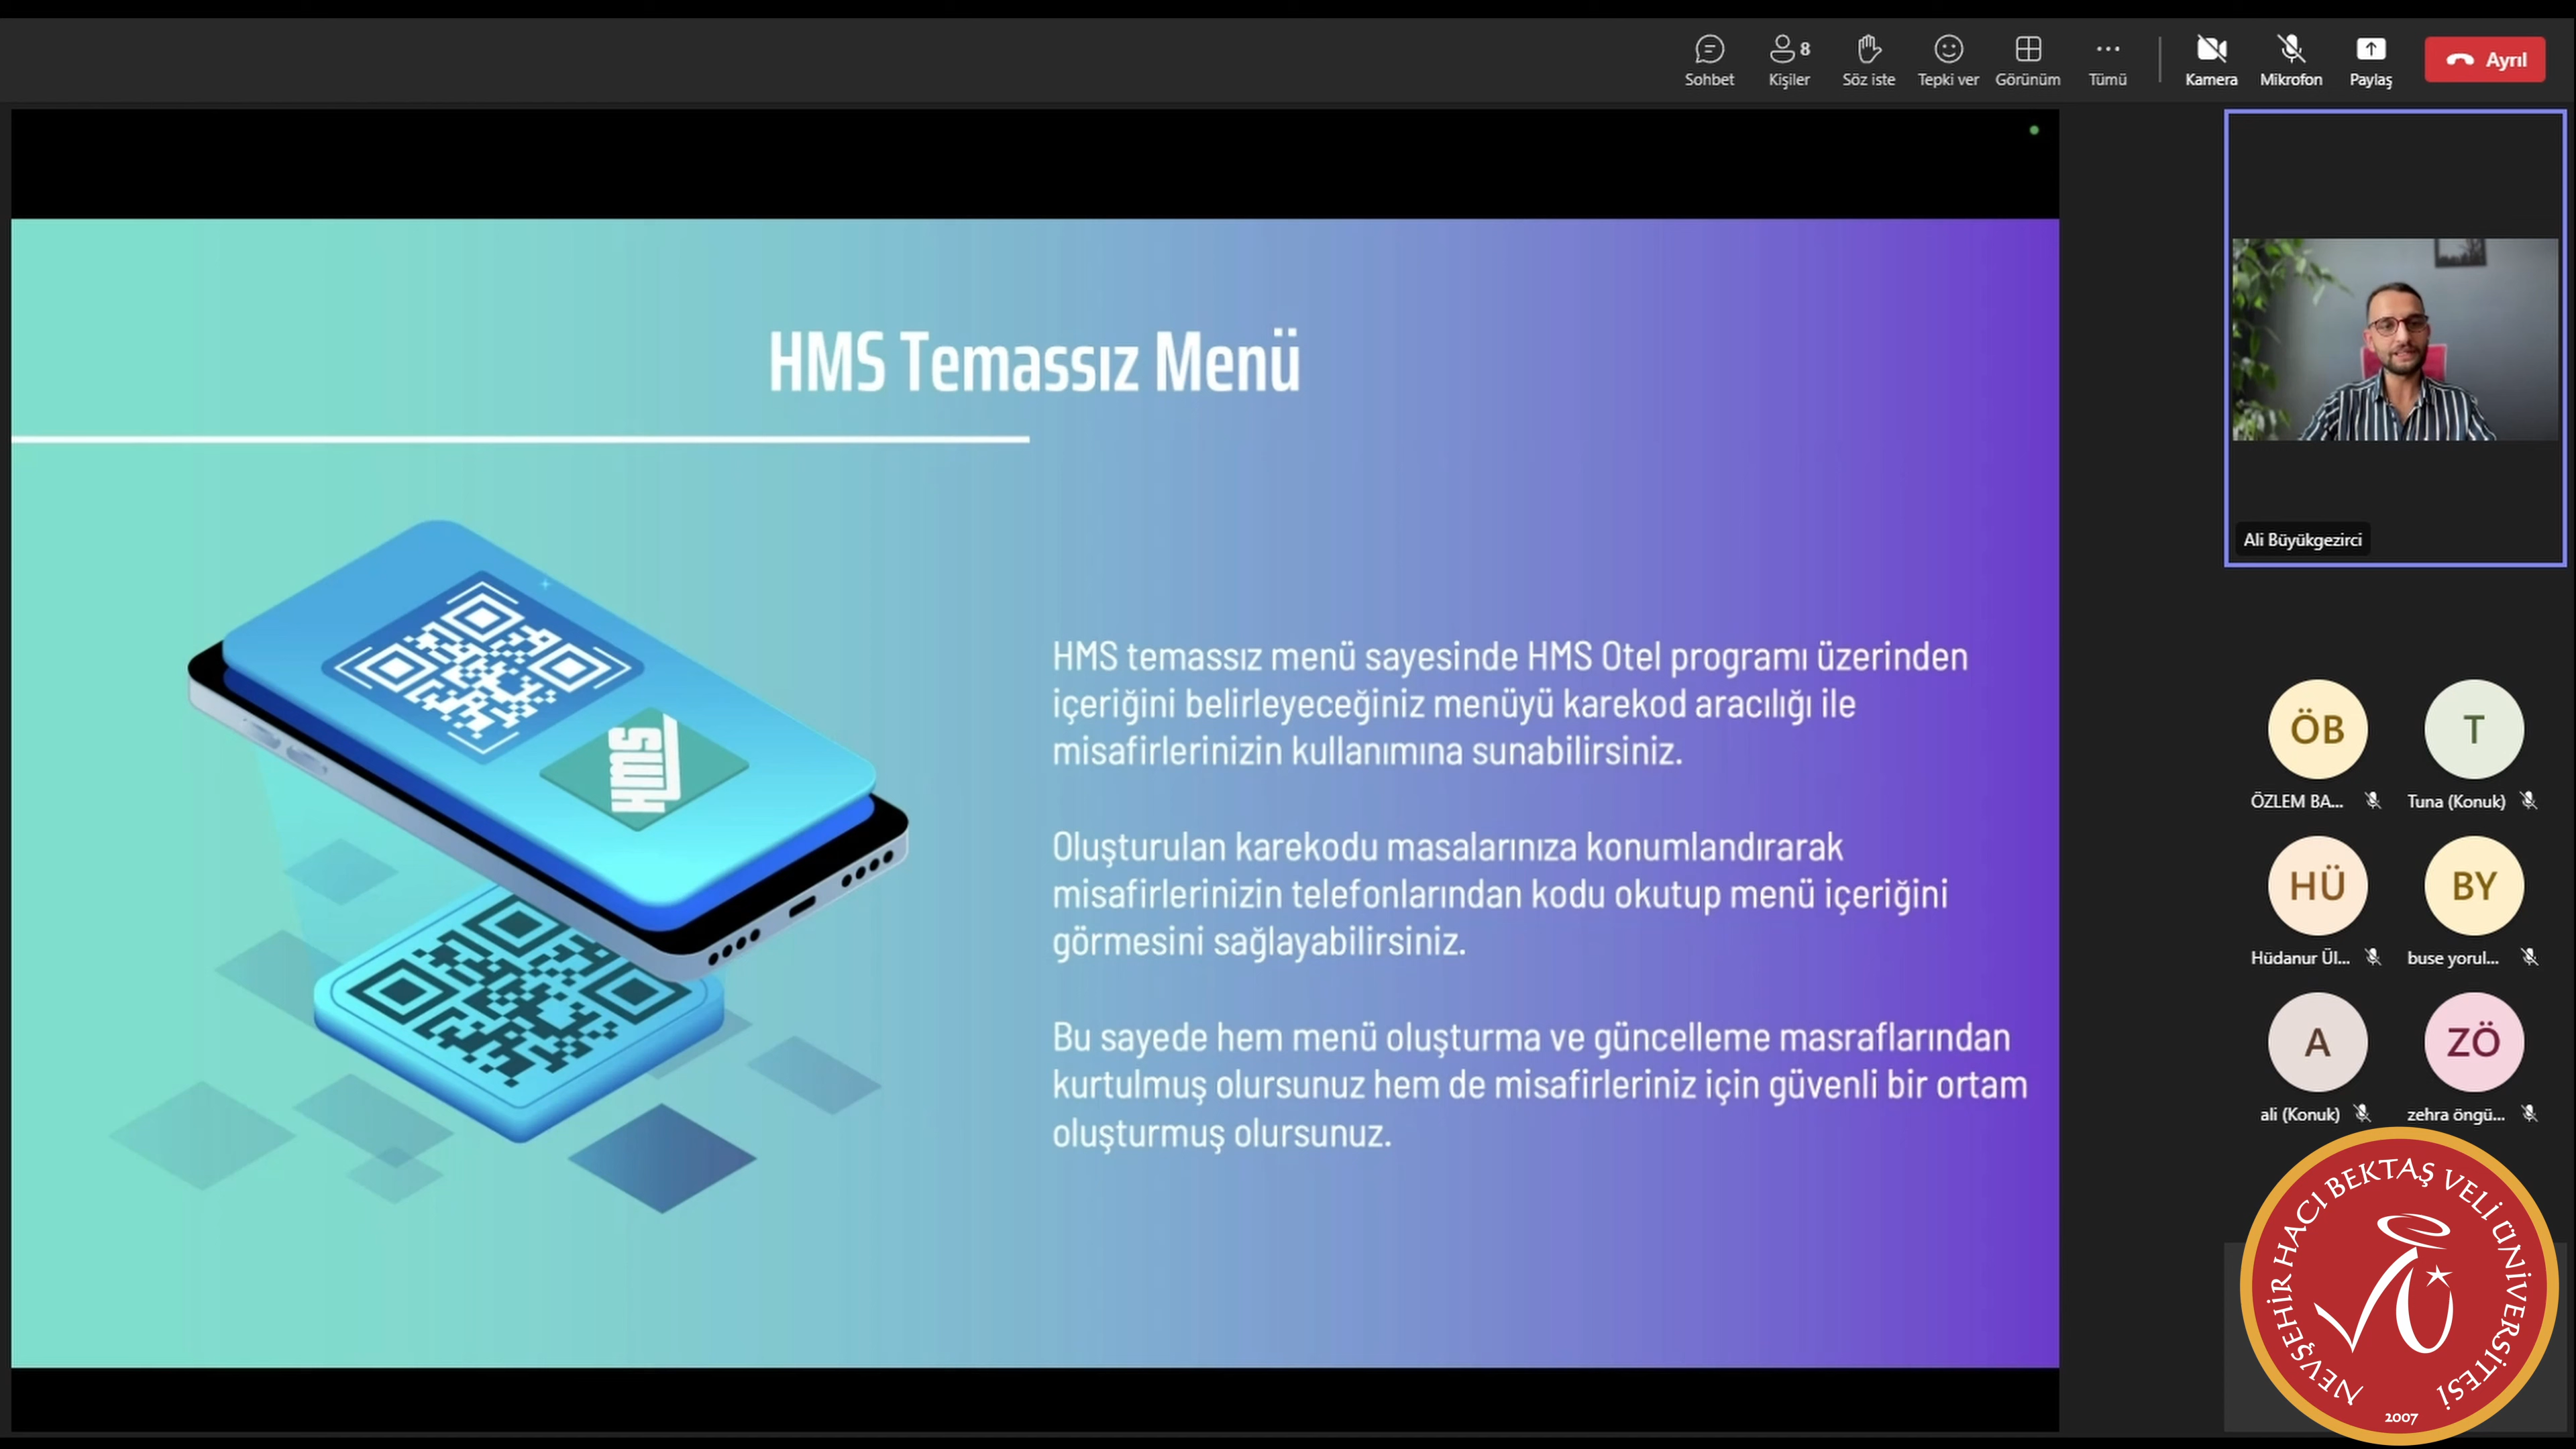 Sohbet
Kişiler 8
Söz iste
Tepki ver
Görünüm
Tümü
Kamera
Mikrofon
Paylaş
Ayrıl
HMS Temassız Menü
HMS
HMS temassız menü sayesinde HMS Otel programı üzerinden
içeriğini belirleyeceğiniz menüyü karekod aracılığı ile
misafirlerinizin kullanımına sunabilirsiniz.
Oluşturulan karekodu masalarınıza konumlandırarak
misafirlerinizin telefonlarından kodu okutup menü içeriğini
görmesini sağlayabilirsiniz.
Bu sayede hem menü oluşturma ve güncelleme masraflarından
kurtulmuş olursunuz hem de misafirleriniz için güvenli bir ortam
oluşturmuş olursunuz.
Ali Büyükgezirci
ÖB
T
ÖZLEM BA...
Tuna (Konuk)
HÜ
BY
Hüdanur Ül...
buse yorul...
A
ZÖ
ali (Konuk)
zehra öngü...
NEVŞEHİR HACI BEKTAŞ VELİ ÜNİVERSİTESİ
2007